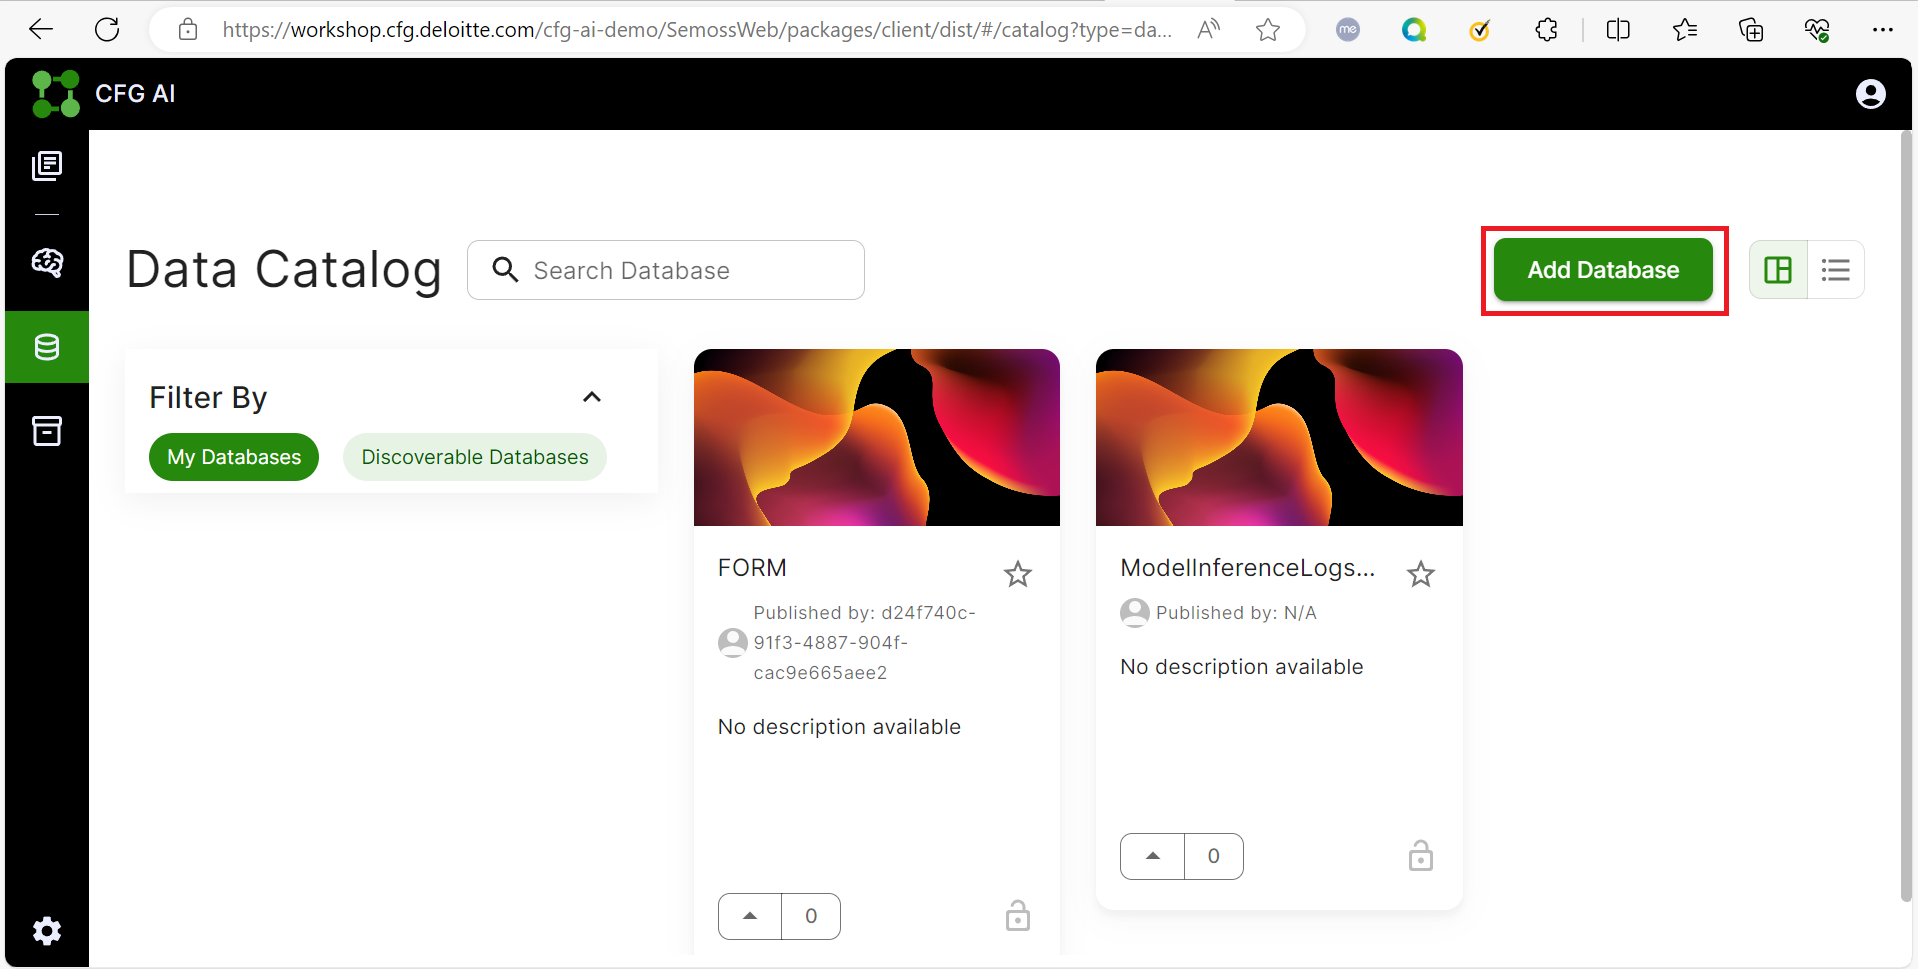 https://workshop.cfg.deloitte.com/cfg-ai-demo/SemossWeb/packages/client/dist/#/catalog?type=da...
me
CFG AI
Data Catalog
Search Database
Add Database
Filter By
My Databases
Discoverable Databases
FORM
Published by: d24f740c-
91f3-4887-904f-
cac9e665aee2
No description available
0
ModelInferenceLogs...
Published by: N/A
No description available
0